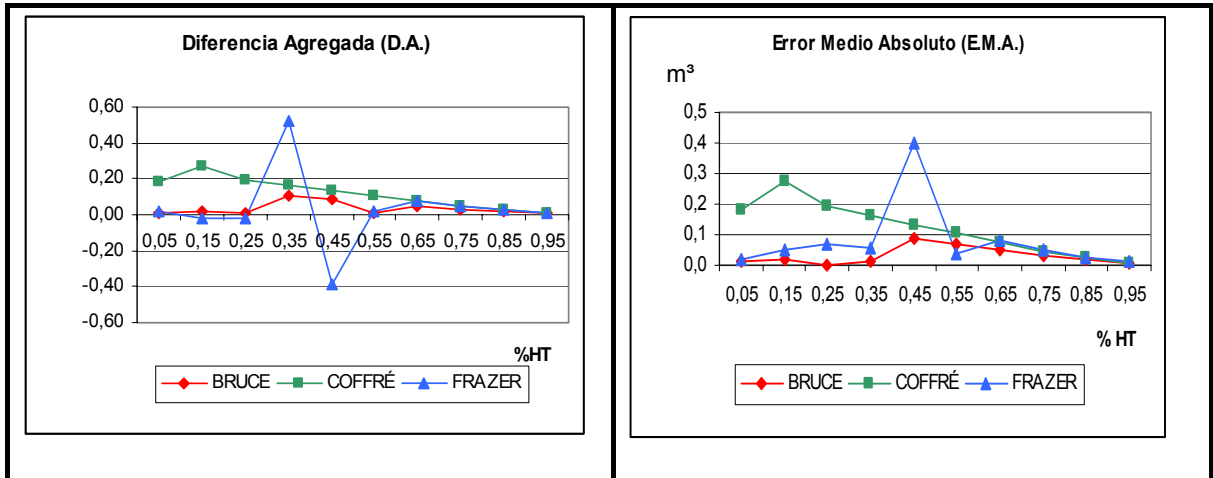 Diferencia Agregada (D.A.)
0,60
0,40
0,20
0,00
-0,20
-0,40
-0,60
0,05 0,15 0,25 0,35 0,45 0,55 0,65 0,75 0,85 0,95
%HT
BRUCE COFFRÉ FRAZER
Error Medio Absoluto (E.M.A.)
m³
0,5
0,4
0,3
0,2
0,1
0,0
0,05 0,15 0,25 0,35 0,45 0,55 0,65 0,75 0,85 0,95
% HT
BRUCE COFFRÉ FRAZER